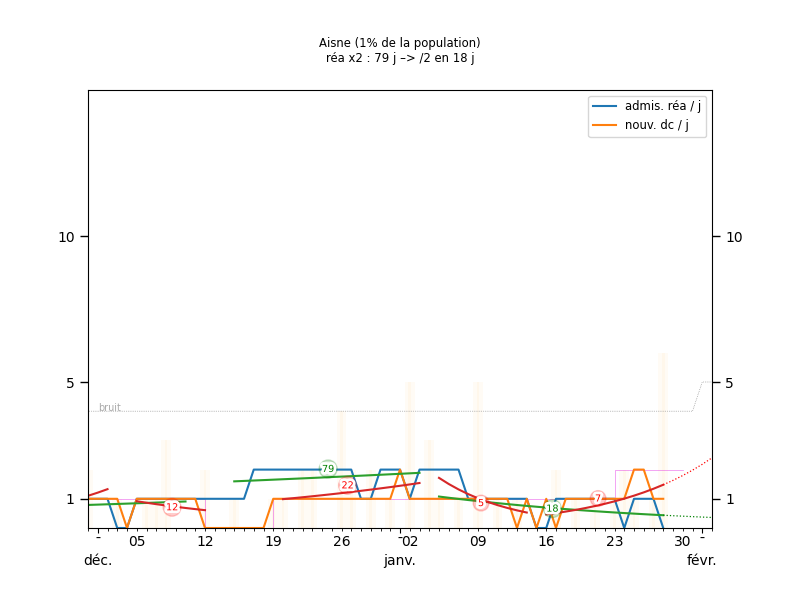 Aisne (1% de la population)
réa x2 : 79 j –> /2 en 18 j
admis. réa / j
nouv. dc / j
10 10
5 5
bruit
79
22
12 5 18 7
1 1
- 05 12 19 26 -02 09 16 23 30 -
déc. janv. févr.